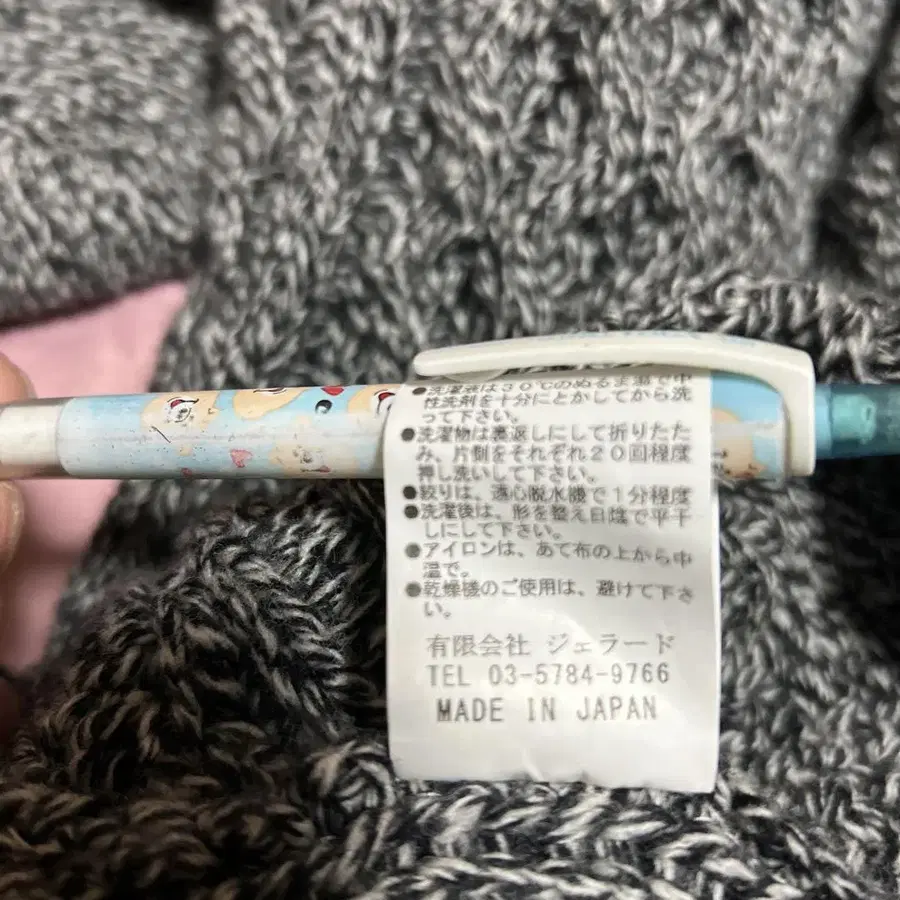 ●洗濯液は30℃のぬるま湯で中
性洗剤を十分にとかしてから洗
って下さい。
●洗濯物は裏返しにして折りたた
み、片側をそれぞれ20回程度
押し洗いして下さい。
●絞りは、遠心脱水機で1分程度
●洗濯後は、形を整え日陰で平干
しにして下さい。
●アイロンは、あて布の上から中
温で。
●乾燥機のご使用は、避けて下さ
い。
有限会社 ジェラード
TEL 03-5784-9766
MADE IN JAPAN